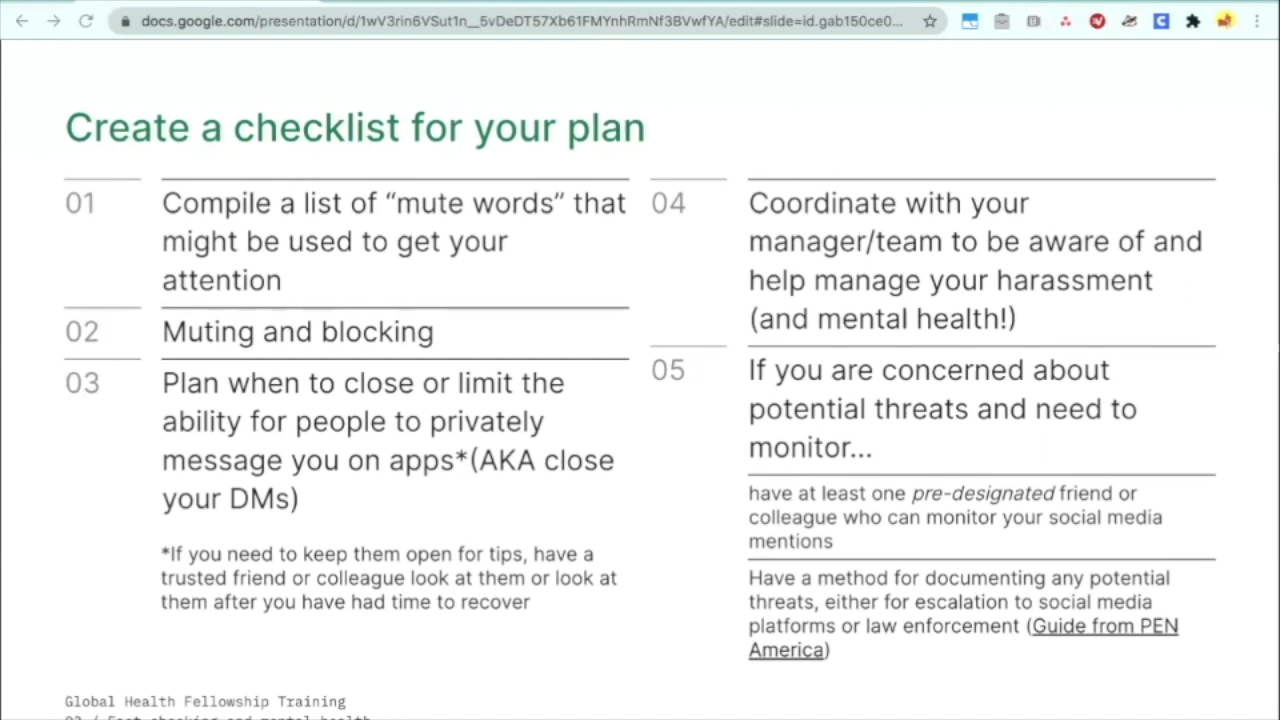 docs.google.com/presentation/d/1wV3rin6VSut1n__5vDeDT57Xb61FMYnhRmNf3BVwfYA/edit#slide=id.gab150ce0...
Create a checklist for your plan
01
Compile a list of “mute words” that
might be used to get your
attention
02
Muting and blocking
03
Plan when to close or limit the
ability for people to privately
message you on apps*(AKA close
your DMs)
*If you need to keep them open for tips, have a
trusted friend or colleague look at them or look at
them after you have had time to recover
04
Coordinate with your
manager/team to be aware of and
help manage your harassment
(and mental health!)
05
If you are concerned about
potential threats and need to
monitor...
have at least one pre-designated friend or
colleague who can monitor your social media
mentions
Have a method for documenting any potential
threats, either for escalation to social media
platforms or law enforcement (Guide from PEN
America)
Global Health Fellowship Training
/ Fact-checking and mental health